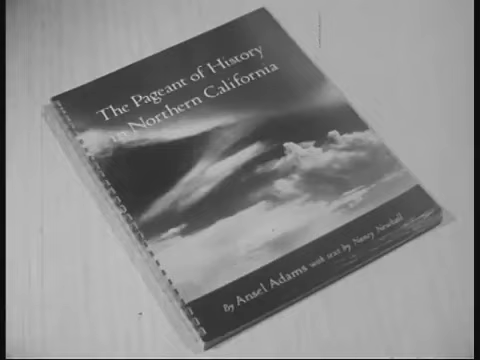 The Pageant of History
in Northern California
By Ansel Adams with text by Nancy Newhall